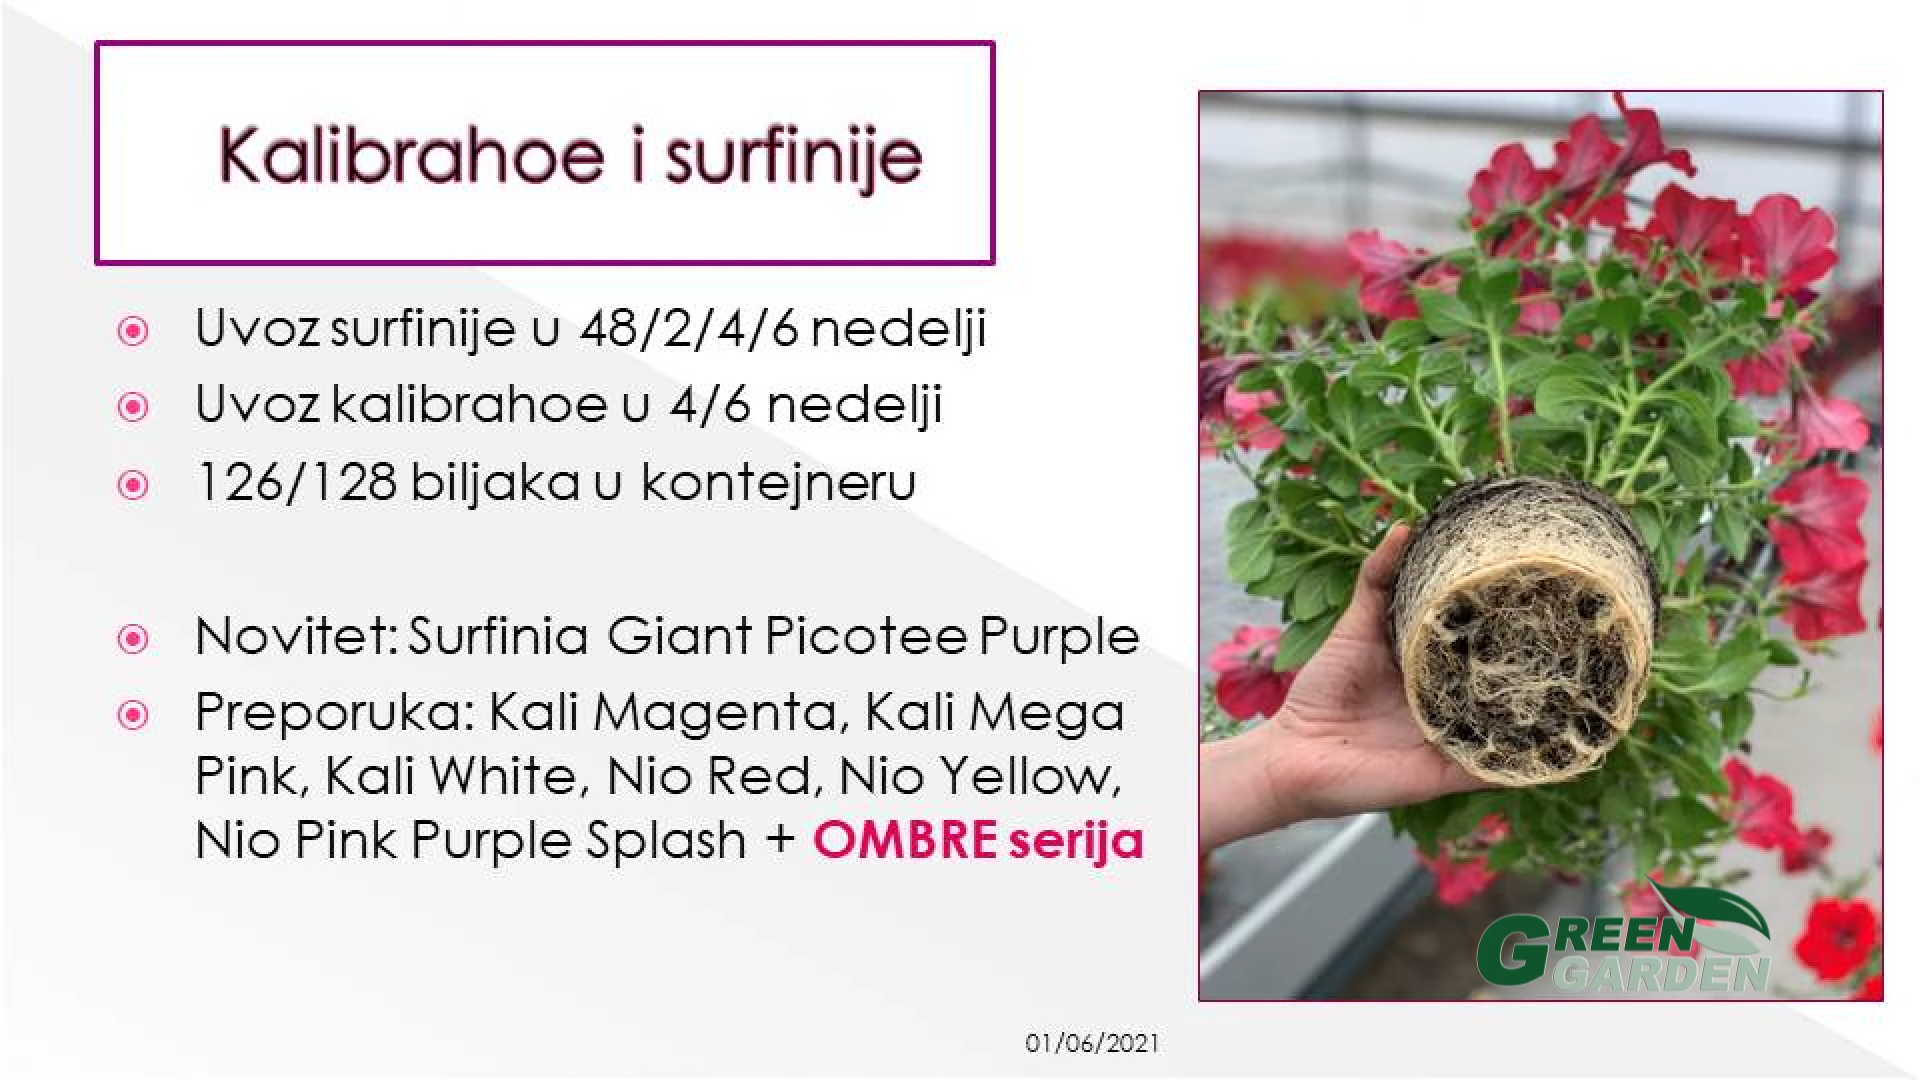 Kalibrahoe i surfinije
Uvoz surfinije u 48/2/4/6 nedelji
Uvoz kalibrahoe u 4/6 nedelji
126/128 biljaka u kontejneru
Novitet: Surfinia Giant Picotee Purple
Preporuka: Kali Magenta, Kali Mega
Pink, Kali White, Nio Red, Nio Yellow,
Nio Pink Purple Splash + OMBRE serija
GREEN
GARDEN
01/06/2021